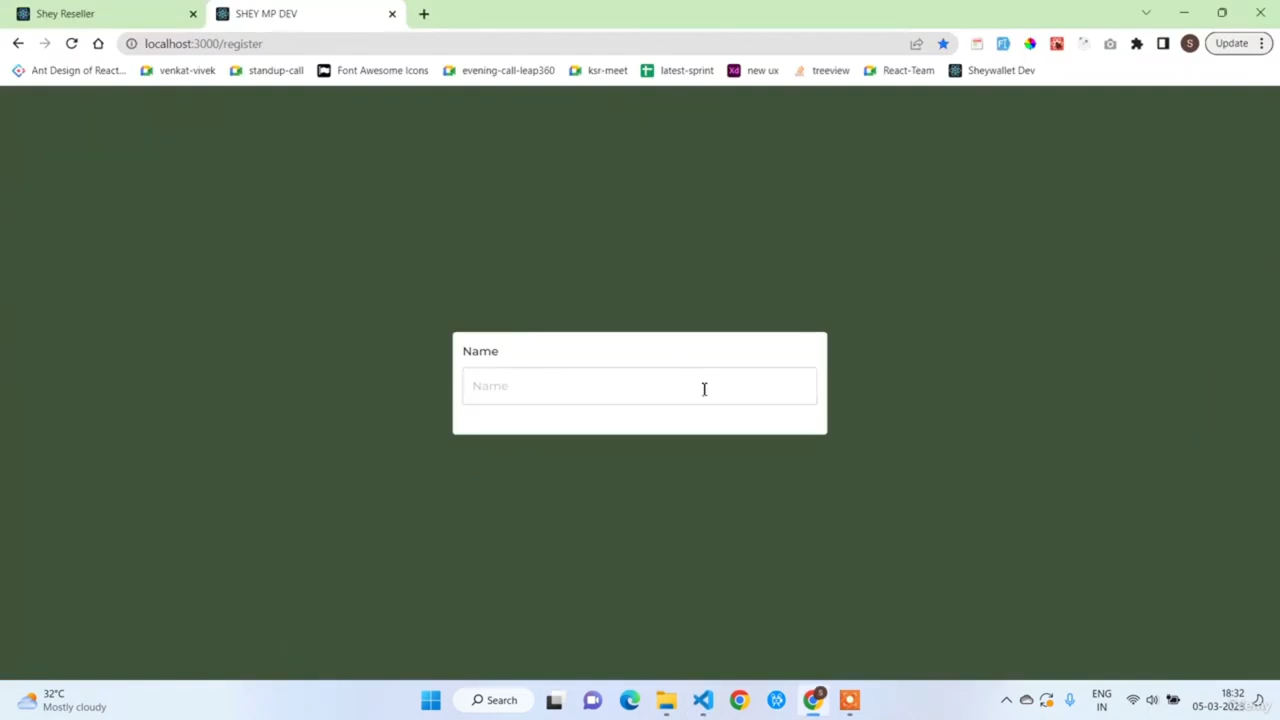 Shey Reseller
SHEY MP DEV
localhost:3000/register
Update
Ant Design of React...
venkat-vivek
standup-call
Font Awesome Icons
evening-call-leap360
ksr-meet
latest-sprint
Xd
new ux
treeview
React-Team
Sheywallet Dev
Name
Name
32°C
Mostly cloudy
Search
ENG
IN
18:32
05-03-2023